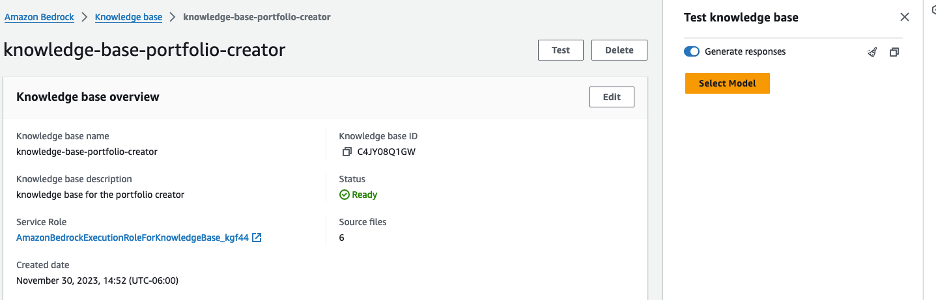 Amazon Bedrock > Knowledge base > knowledge-base-portfolio-creator
knowledge-base-portfolio-creator
Test
Delete
Knowledge base overview
Edit
Knowledge base name
knowledge-base-portfolio-creator
Knowledge base ID
C4JY08Q1GW
Knowledge base description
knowledge base for the portfolio creator
Status
Ready
Service Role
AmazonBedrockExecutionRoleForKnowledgeBase_kgf44
Source files
6
Created date
November 30, 2023, 14:52 (UTC-06:00)
Test knowledge base
Generate responses
Select Model